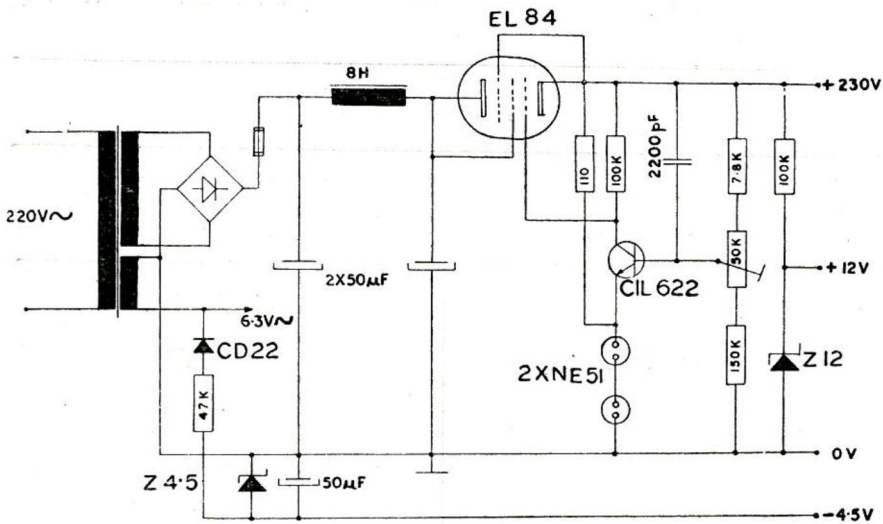 EL 84
8H
+ 230V
110
100K
2200pF
7.8K
100K
220V~
50K
+ 12V
2X50µF
CIL 622
6.3V~
CD22
2XNE51
150K
Z 12
47K
0V
Z 4.5
50µF
-4.5V